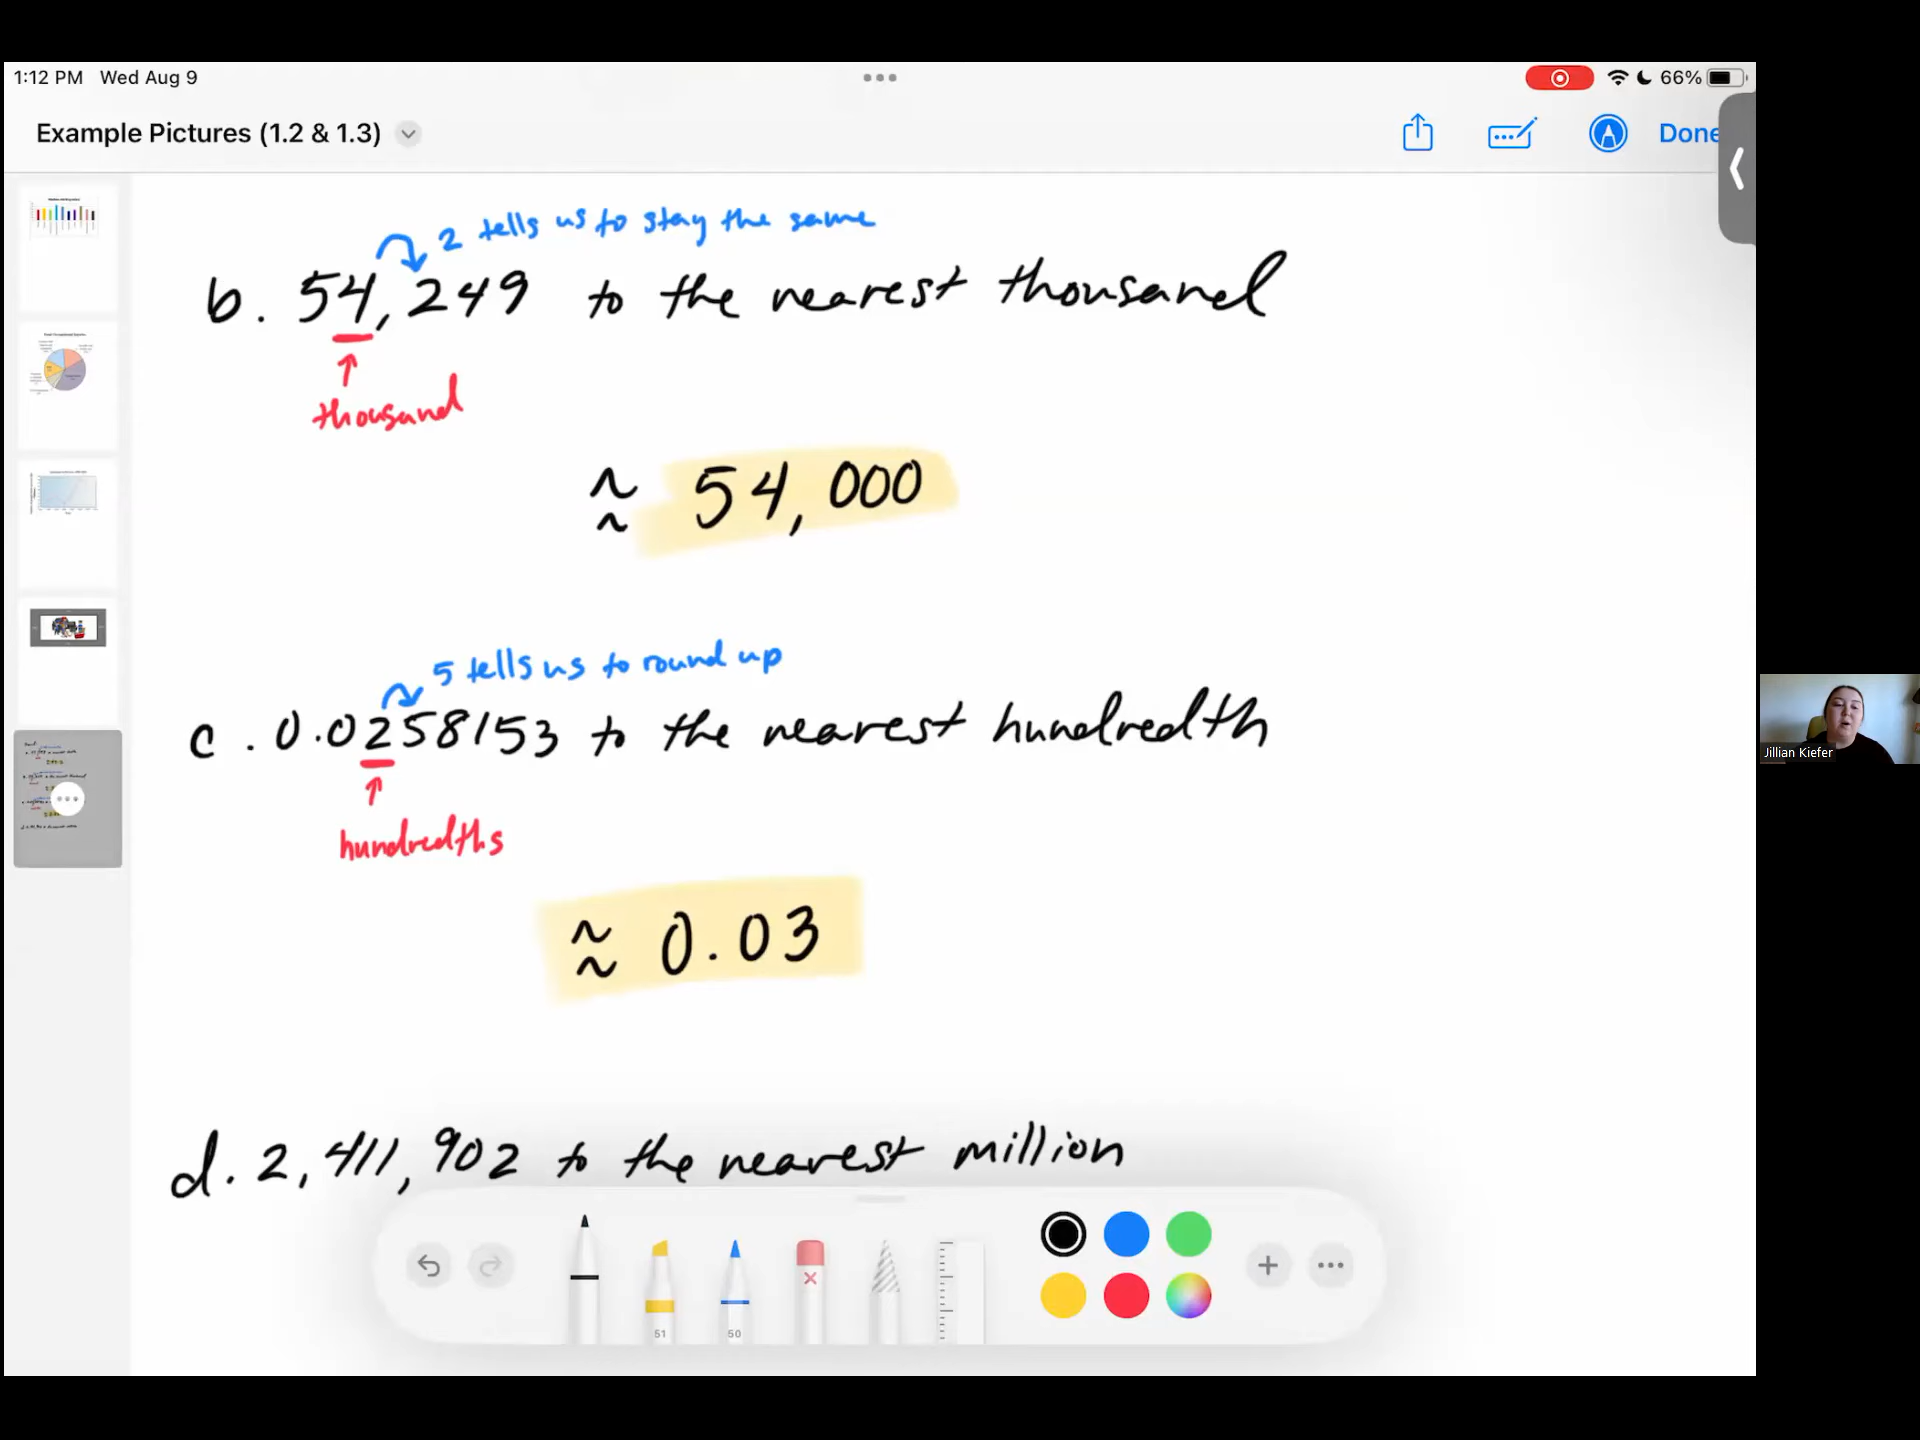 1:12 PM Wed Aug 9
66%
Example Pictures (1.2 & 1.3)
Done
2 tells us to stay the same
b. 54,249 to the nearest thousand
thousand
≈ 54,000
5 tells us to round up
c. 0.0258153 to the nearest hundredth
hundredths
≈ 0.03
d. 2,411,902 to the nearest million
51
50
Jillian Kiefer